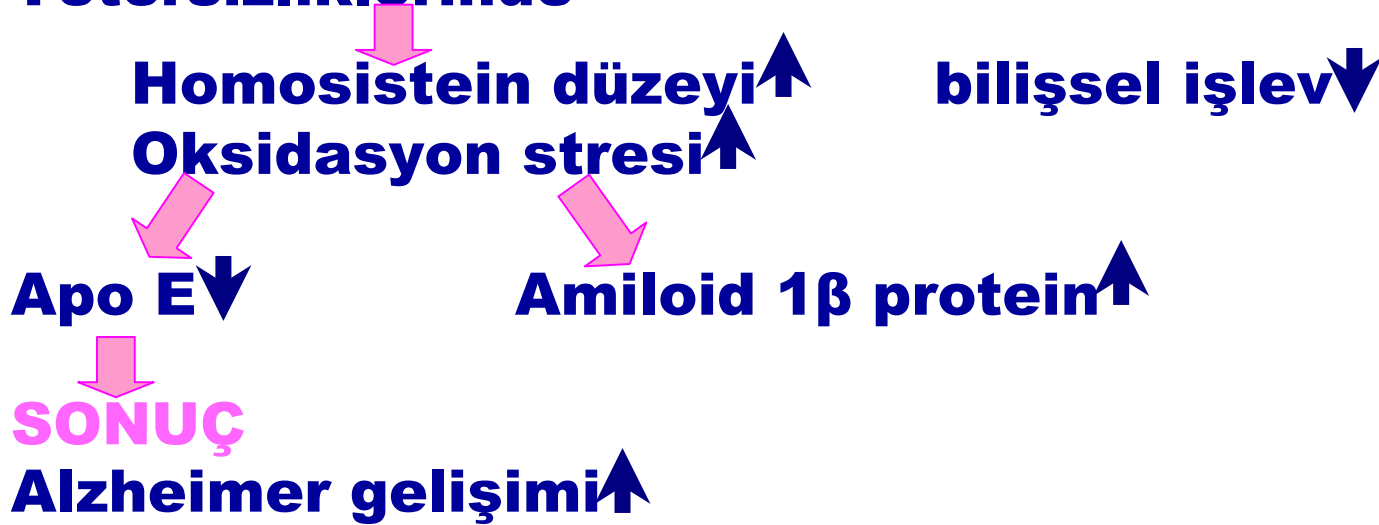 Homosistein düzeyi bilişsel işlev
Oksidasyon stresi
Apo E Amiloid 1β protein
SONUÇ
Alzheimer gelişimi